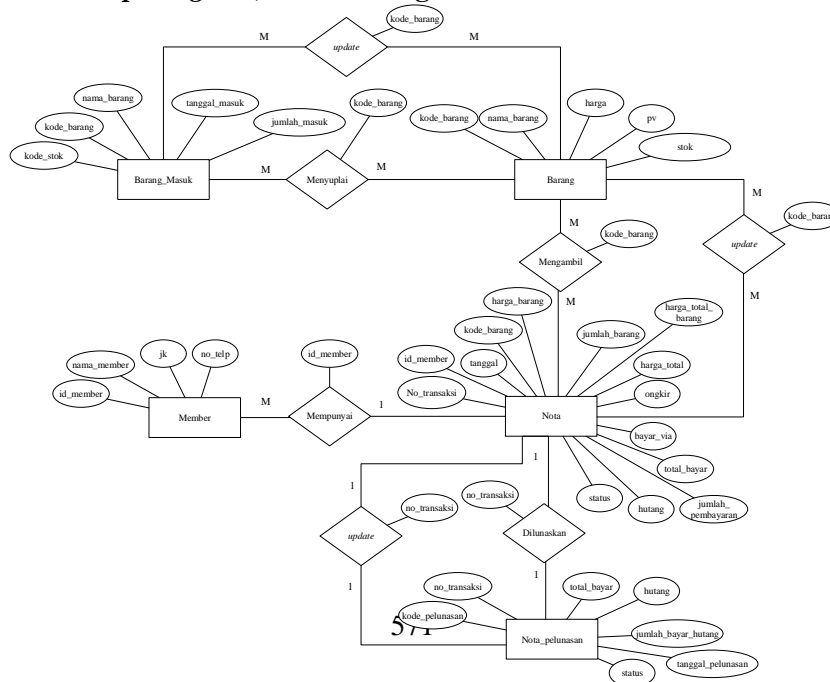 kode_barang
M
update
M
nama_barang
tanggal_masuk
kode_barang
harga
kode_barang
jumlah_masuk
kode_barang
nama_barang
pv
kode_stok
stok
Barang_Masuk
M
Menyuplai
M
Barang
M
M
kode_barang
kode_barang
update
Mengambil
harga_barang
M
M
harga_total_
barang
kode_barang
jumlah_barang
jk
no_telp
id_member
id_member
tanggal
harga_total
nama_member
id_member
No_transaksi
ongkir
Member
M
Mempunyai
1
Nota
bayar_via
1
total_bayar
1
no_transaksi
status
hutang
jumlah_
pembayaran
no_transaksi
update
Dilunaskan
1
1
no_transaksi
total_bayar
hutang
kode_pelunasan
Nota_pelunasan
jumlah_bayar_hutang
tanggal_pelunasan
status